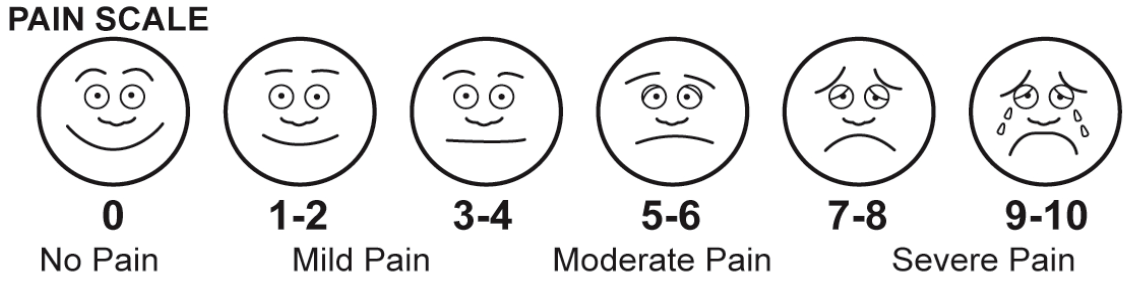 PAIN SCALE
0 1-2 3-4 5-6 7-8 9-10
No Pain Mild Pain Moderate Pain Severe Pain